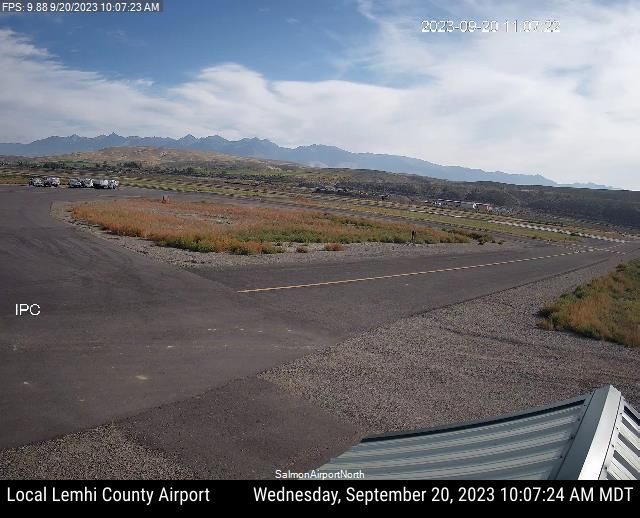 FPS: 9.88 9/20/2023 10:07:23 AM
2023-09-20 11:07:22
IPC
SalmonAirportNorth
Local Lemhi County Airport Wednesday, September 20, 2023 10:07:24 AM MDT